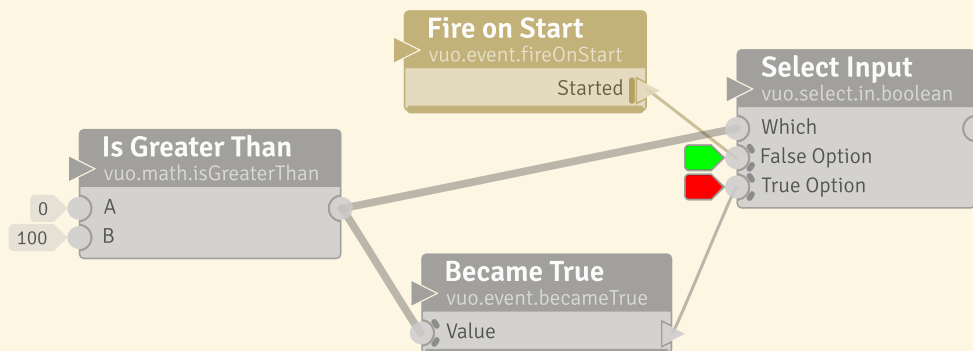 Fire on Start
vuo.event.fireOnStart
Started
Select Input
vuo.select.in.boolean
Which
False Option
True Option
Is Greater Than
vuo.math.isGreaterThan
0
A
100
B
Became True
vuo.event.becameTrue
Value